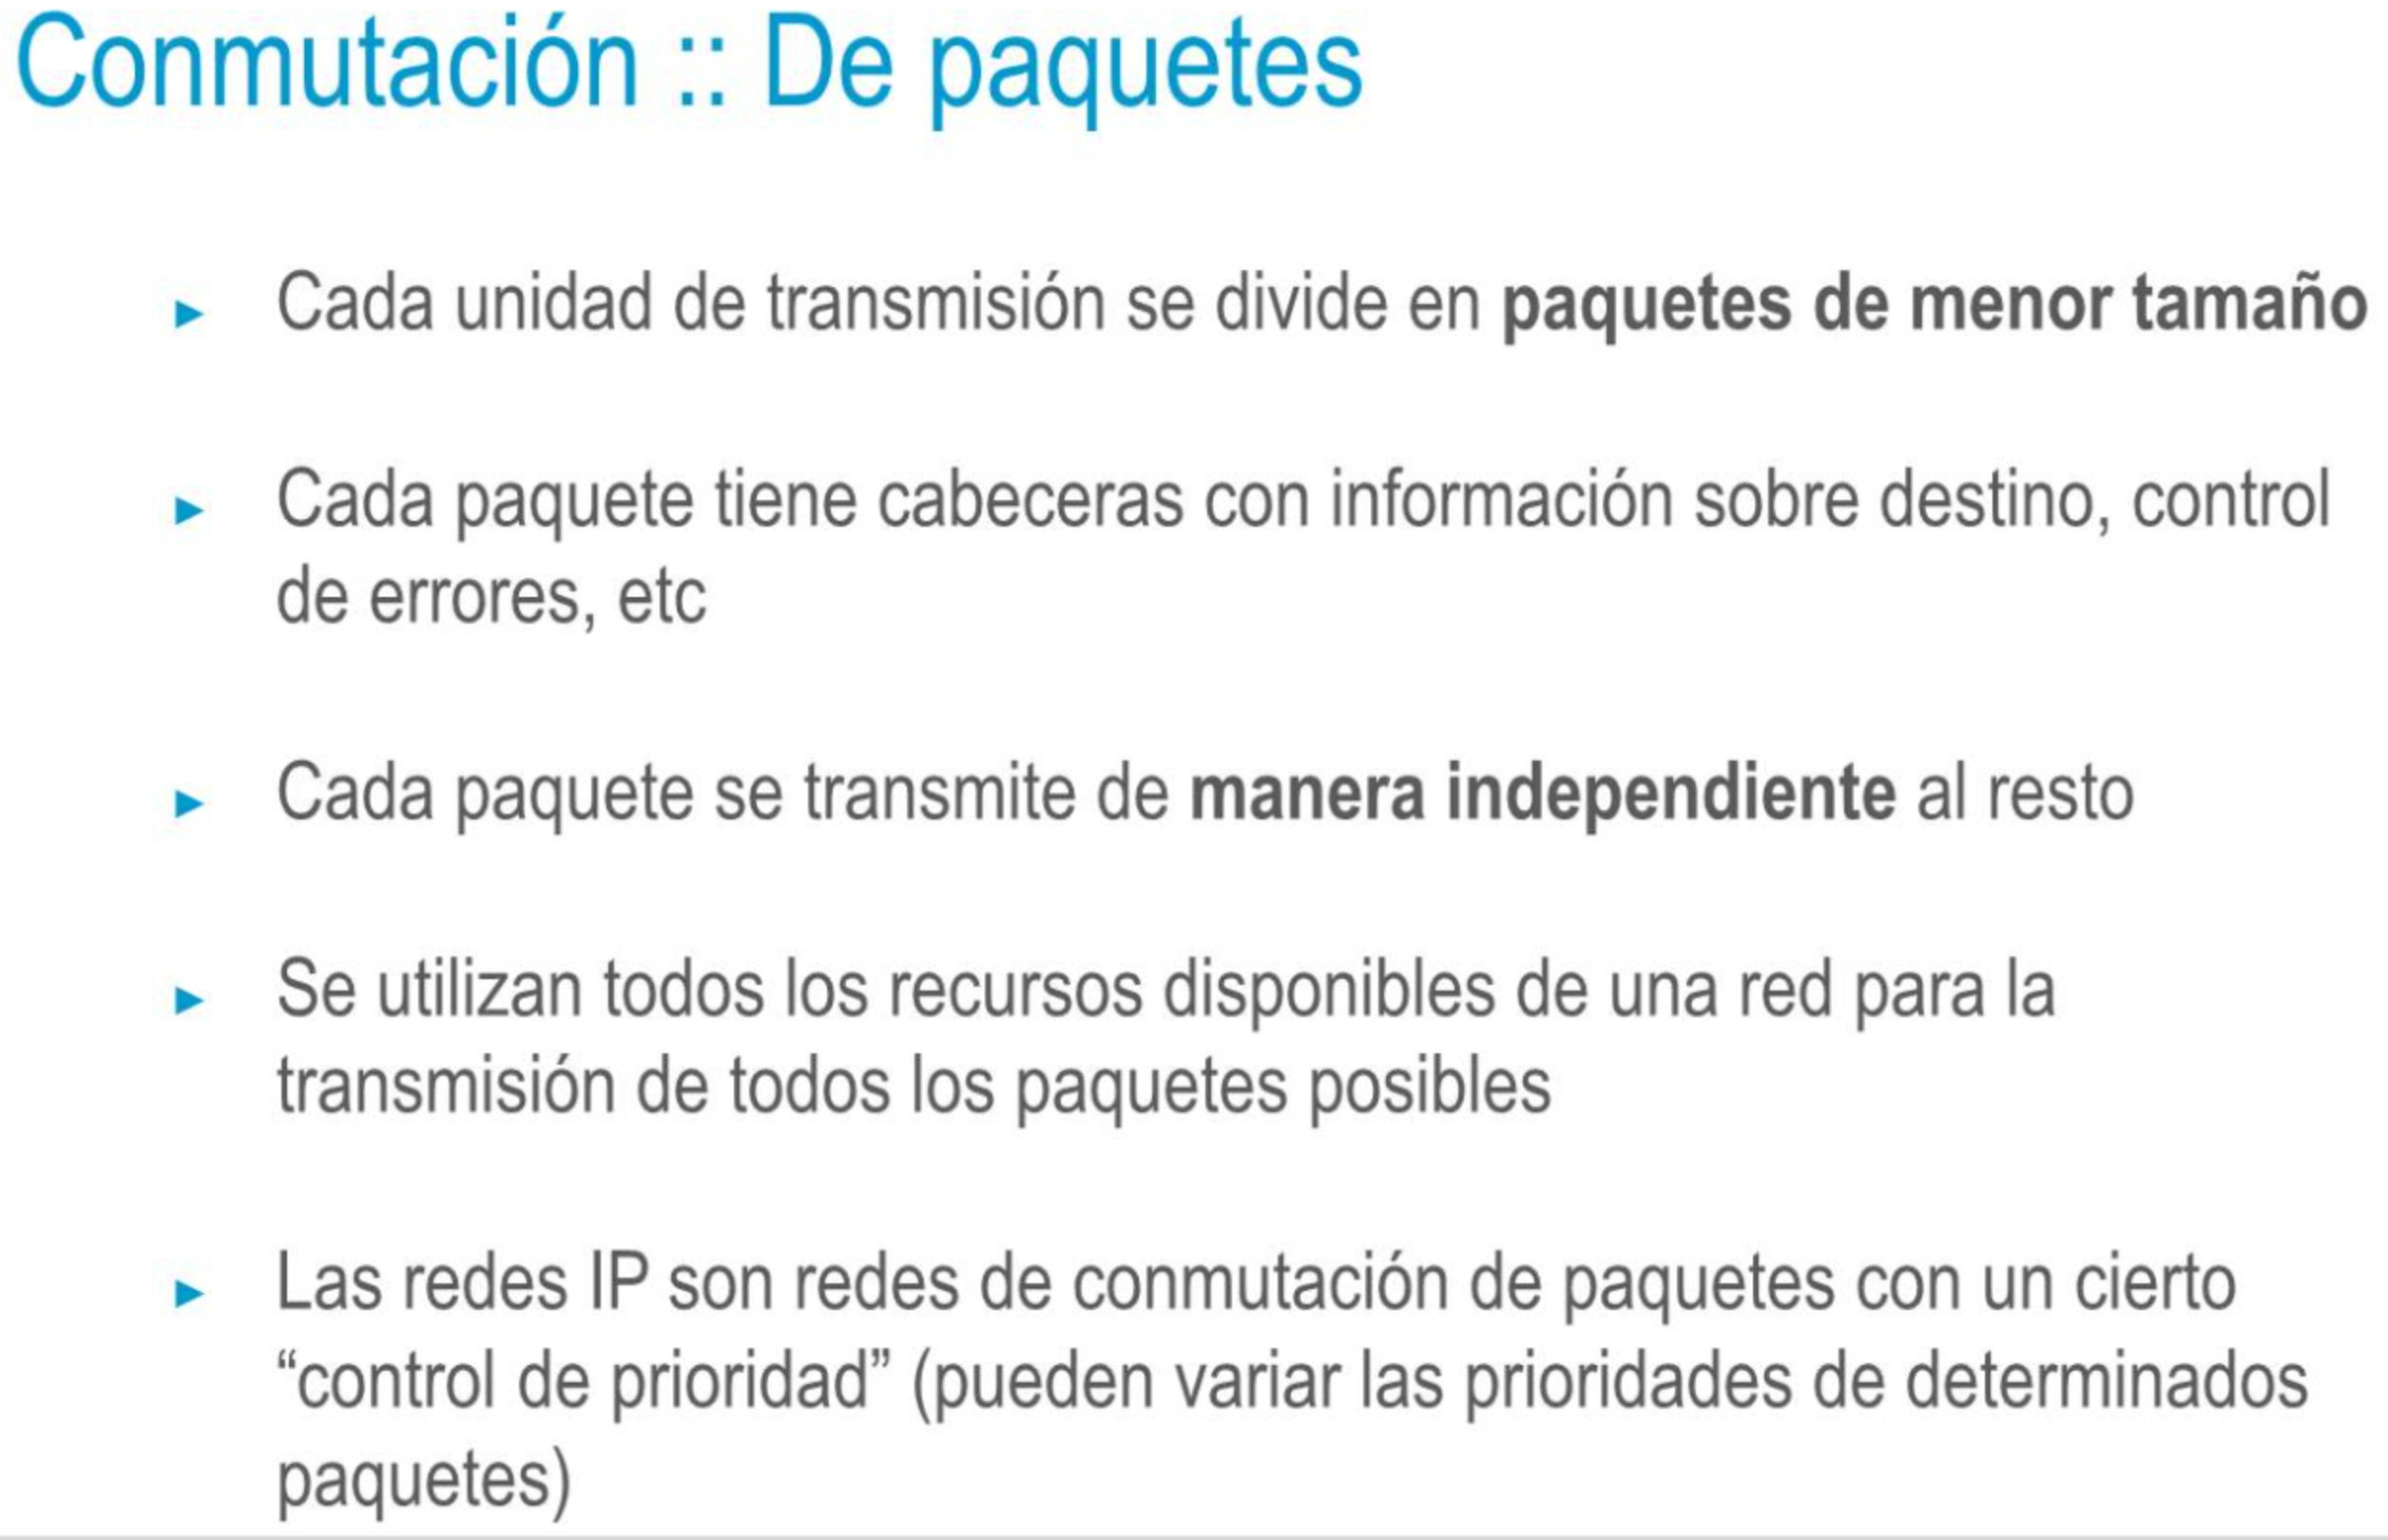 Conmutación :: De paquetes
► Cada unidad de transmisión se divide en paquetes de menor tamaño
► Cada paquete tiene cabeceras con información sobre destino, control
de errores, etc
► Cada paquete se transmite de manera independiente al resto
► Se utilizan todos los recursos disponibles de una red para la
transmisión de todos los paquetes posibles
► Las redes IP son redes de conmutación de paquetes con un cierto
“control de prioridad” (pueden variar las prioridades de determinados
paquetes)